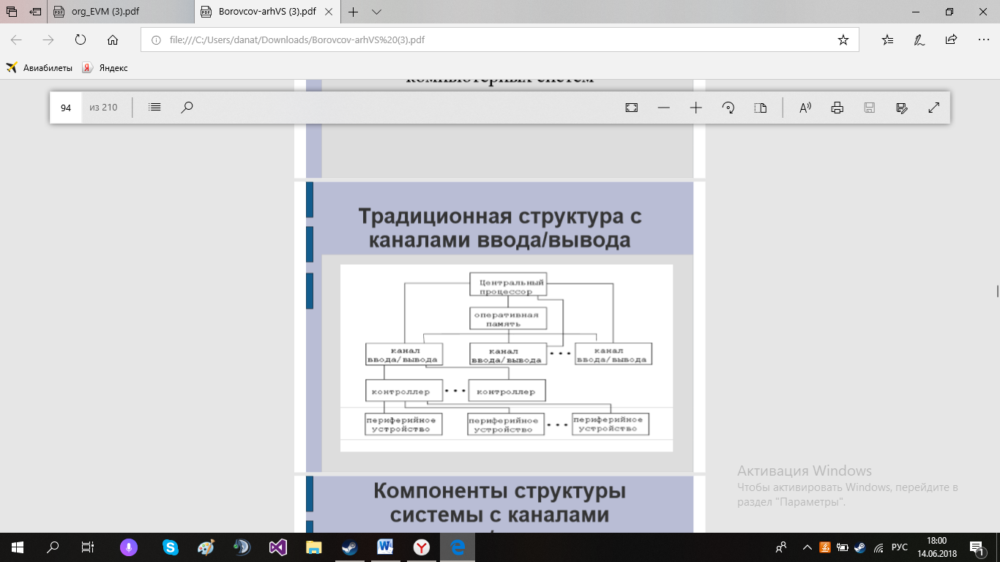 org_EVM (3).pdf
Borovcov-arhVS (3).pdf
file:///C:/Users/danat/Downloads/Borovcov-arhVS%20(3).pdf
Авиабилеты
Яндекс
компьютерных систем
94
из 210
Традиционная структура с
каналами ввода/вывода
Центральный
процессор
оперативная
память
канал
ввода/вывода
канал
ввода/вывода
...
канал
ввода/вывода
контроллер
...
контроллер
периферийное
устройство
периферийное
устройство
...
периферийное
устройство
Компоненты структуры
системы с каналами
Активация Windows
Чтобы активировать Windows, перейдите в
раздел "Параметры".
РУС
18:00
14.06.2018
1